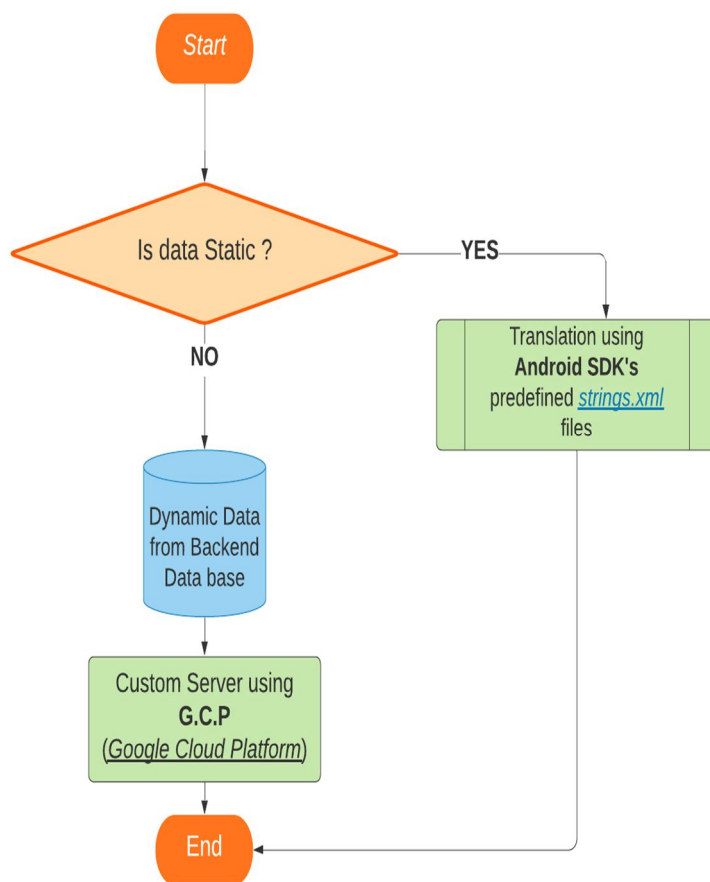 Start
Is data Static ?
YES
NO
Translation using
Android SDK's
predefined strings.xml
files
Dynamic Data
from Backend
Data base
Custom Server using
G.C.P
(Google Cloud Platform)
End